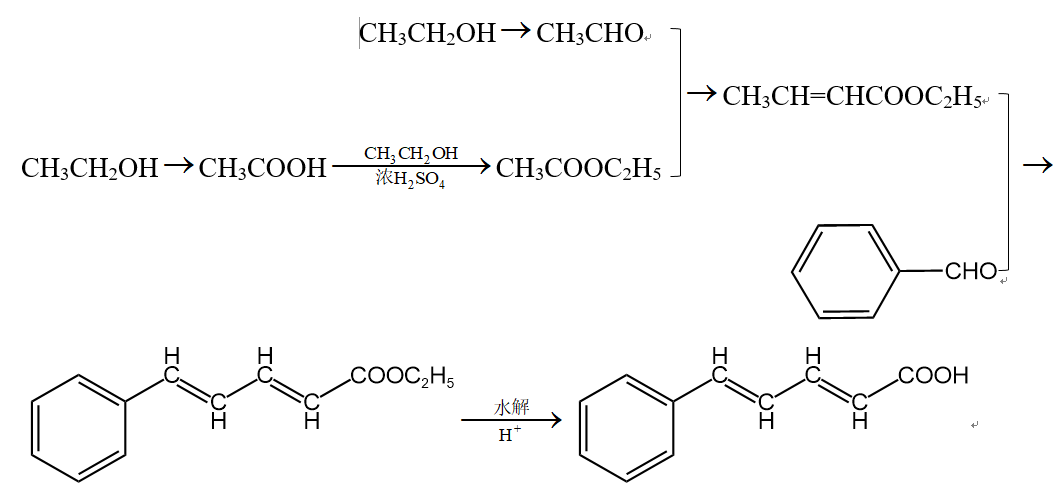 CH3CH2OH→CH3CHO
CH3CH=CHCOOC2H5
CH3CH2OH→CH3COOH CH3CH2OH 浓H2SO4 → CH3COOC2H5
CHO
H H COOC2H5 C C C C H H
水解
H+
H H COOH C C C C H H